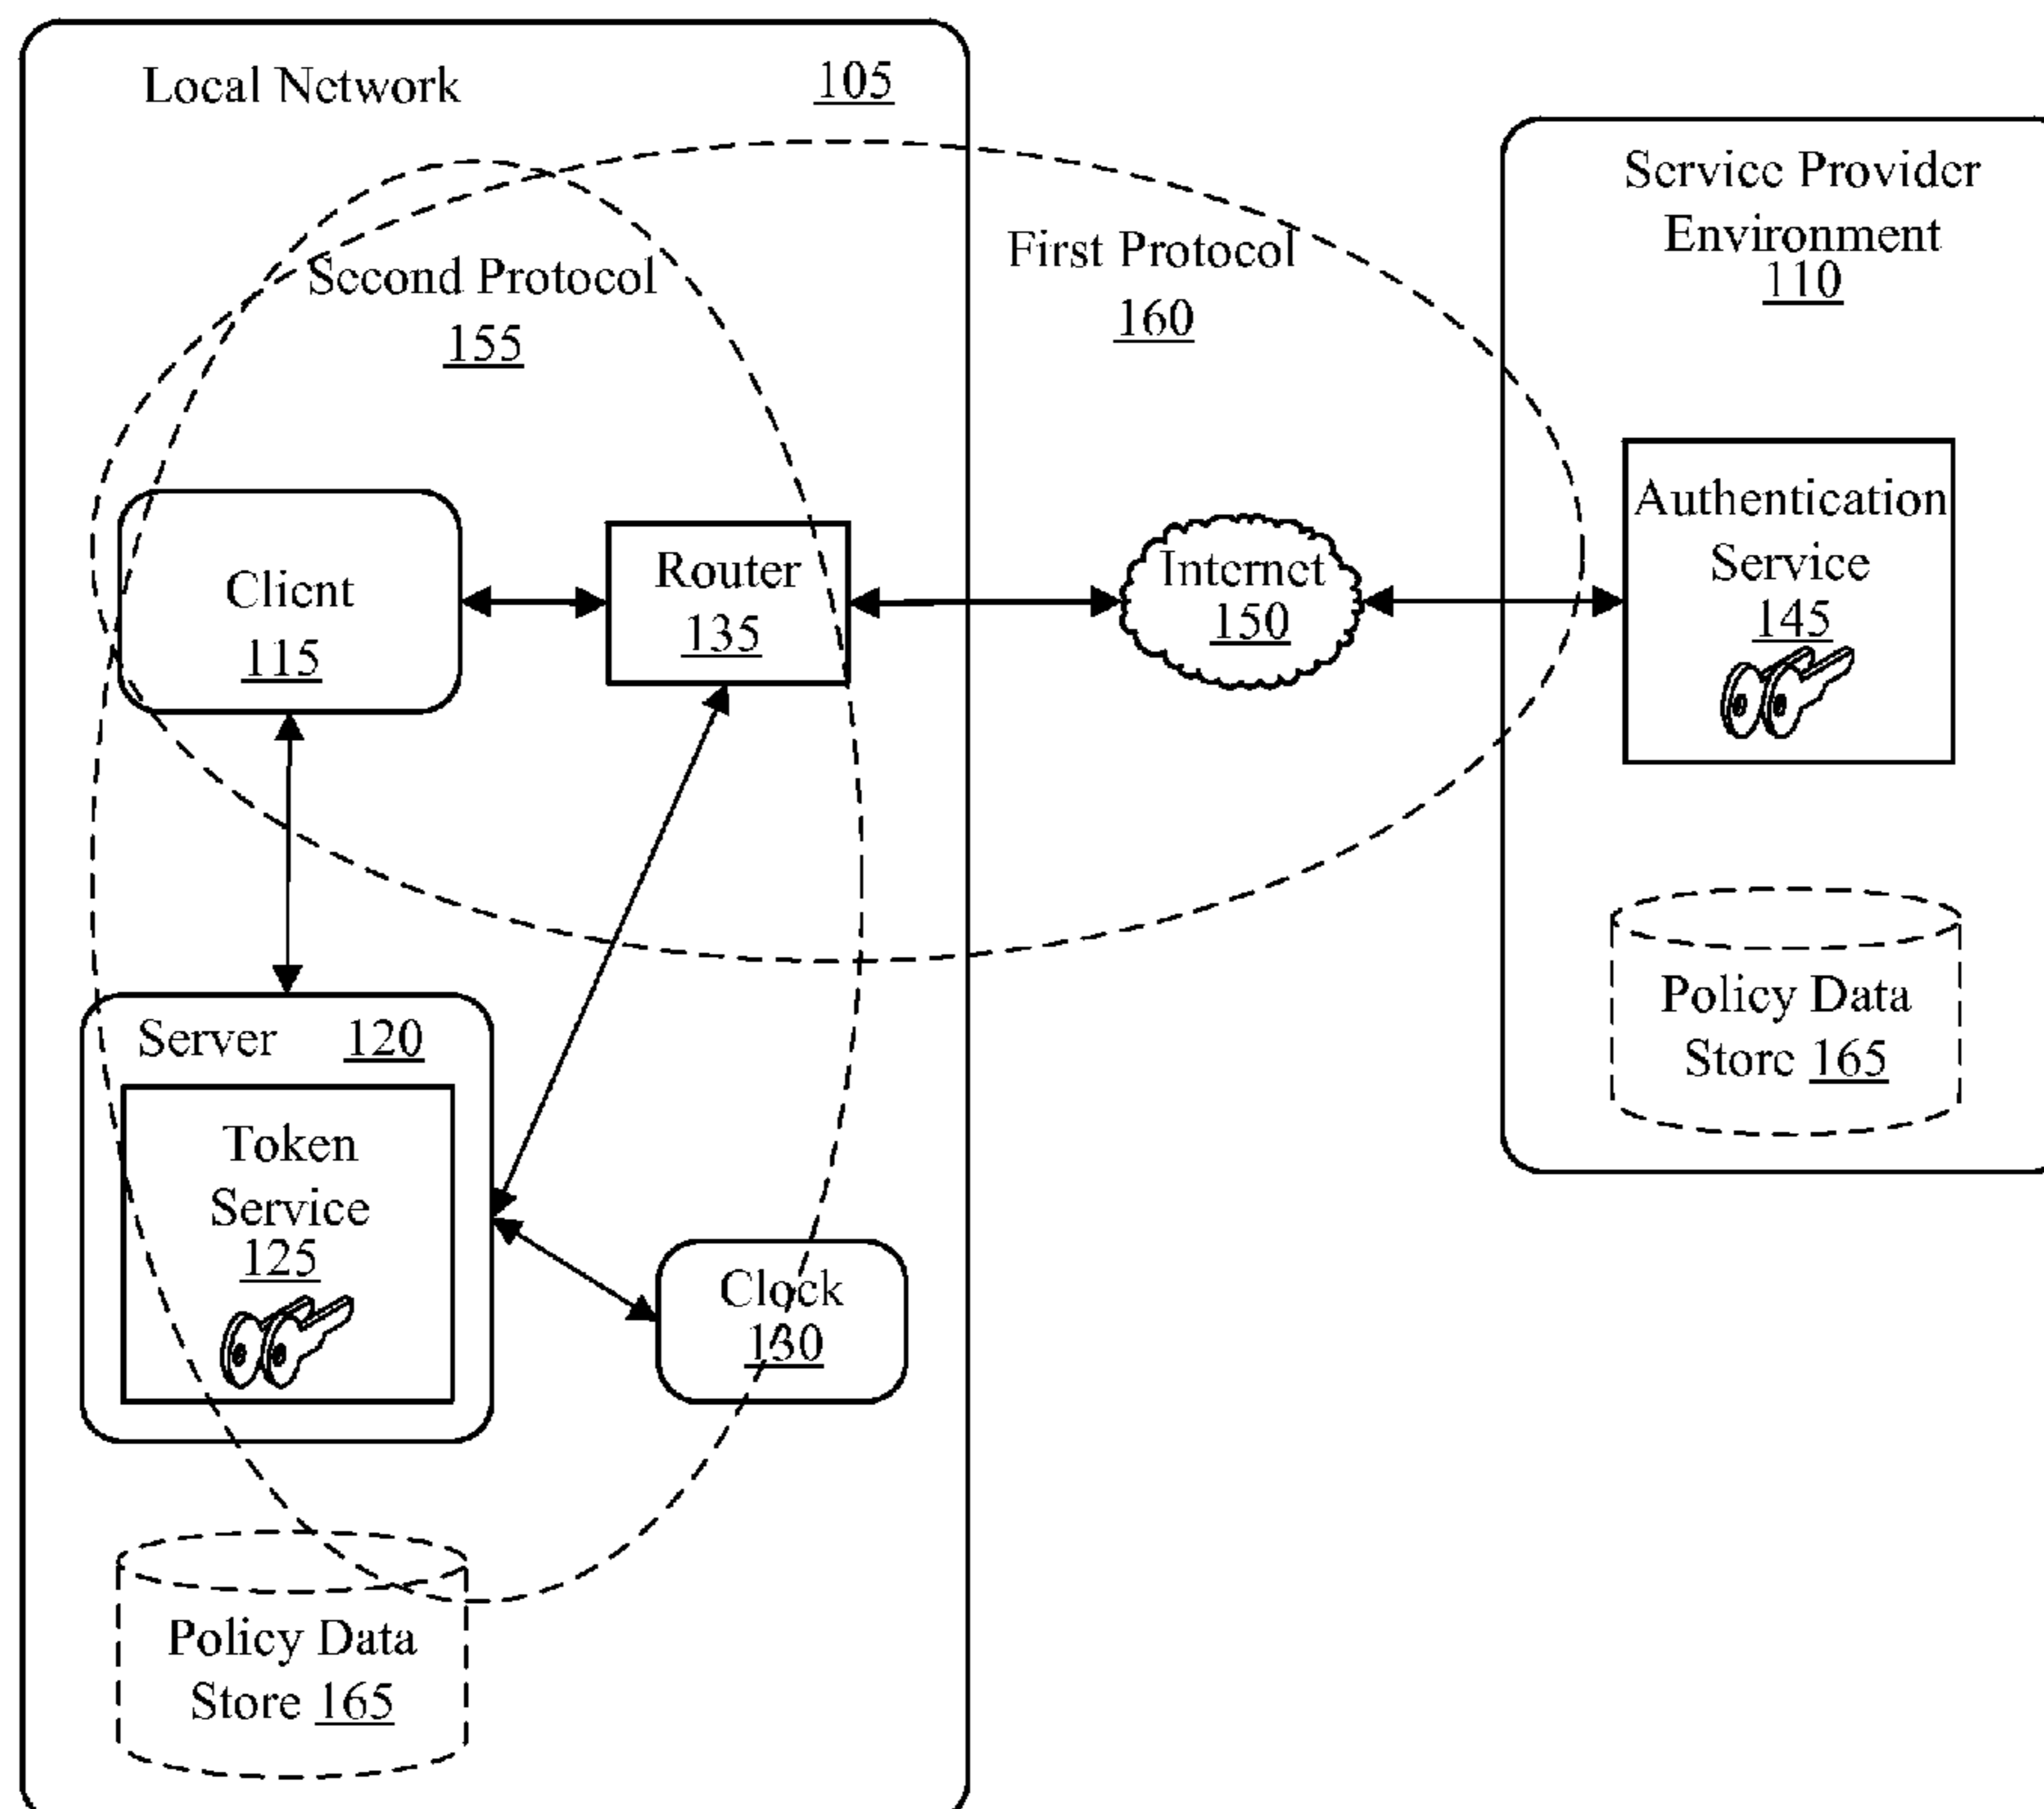 Local Network 105
Service Provider
Environment
110
First Protocol
160
Second Protocol
155
Authentication
Service
145
Client
115
Router
135
Internet
150
Policy Data
Store 165
Server 120
Token
Service
125
Clock
130
Policy Data
Store 165